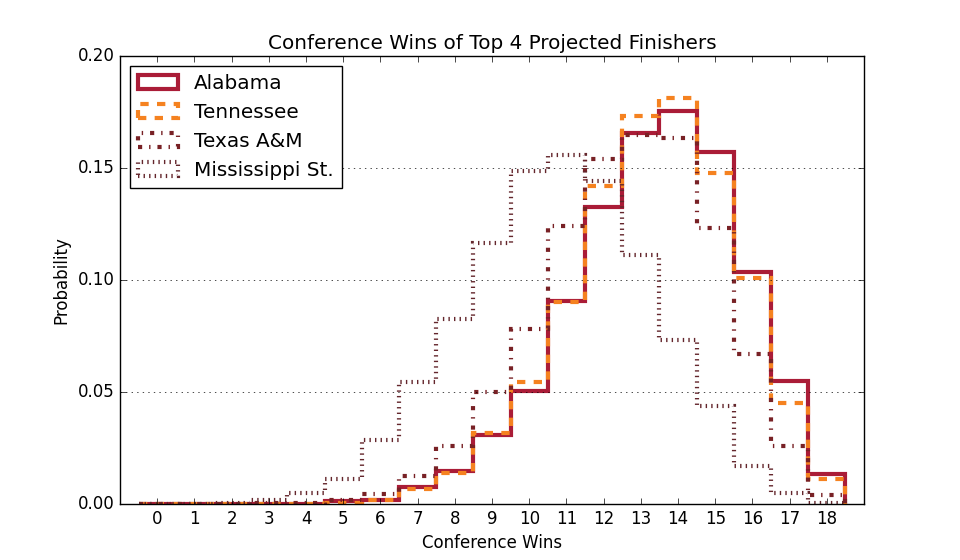 Conference Wins of Top 4 Projected Finishers
0.20
0.15
0.10
0.05
0.00
Probability
Alabama
Tennessee
Texas A&M
Mississippi St.
0 1 2 3 4 5 6 7 8 9 10 11 12 13 14 15 16 17 18
Conference Wins